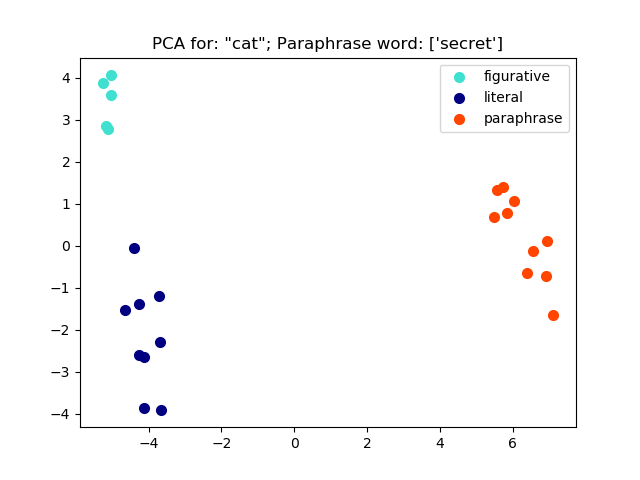 PCA for: "cat"; Paraphrase word: ['secret']
figurative
literal
paraphrase
4
3
2
1
0
−1
−2
−3
−4
−4 −2 0 2 4 6